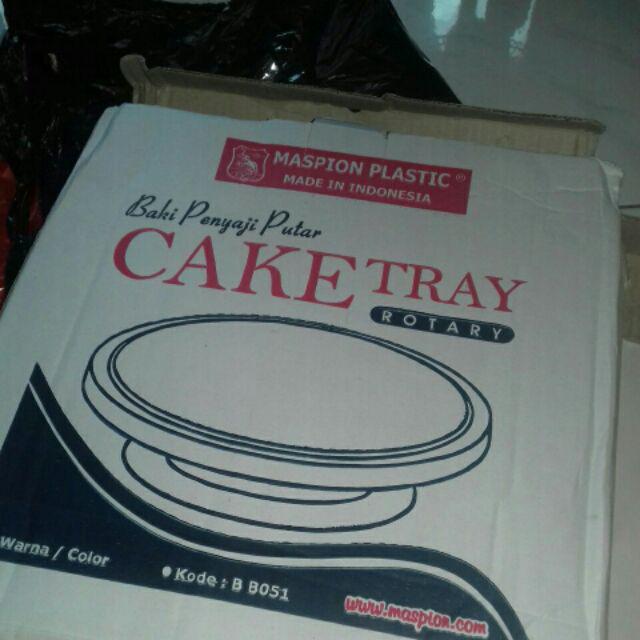 MASPION PLASTIC®
MADE IN INDONESIA
Baki Penyaji Putar
CAKE TRAY
ROTARY
Warna / Color
Kode : B B051
www.maspion.com